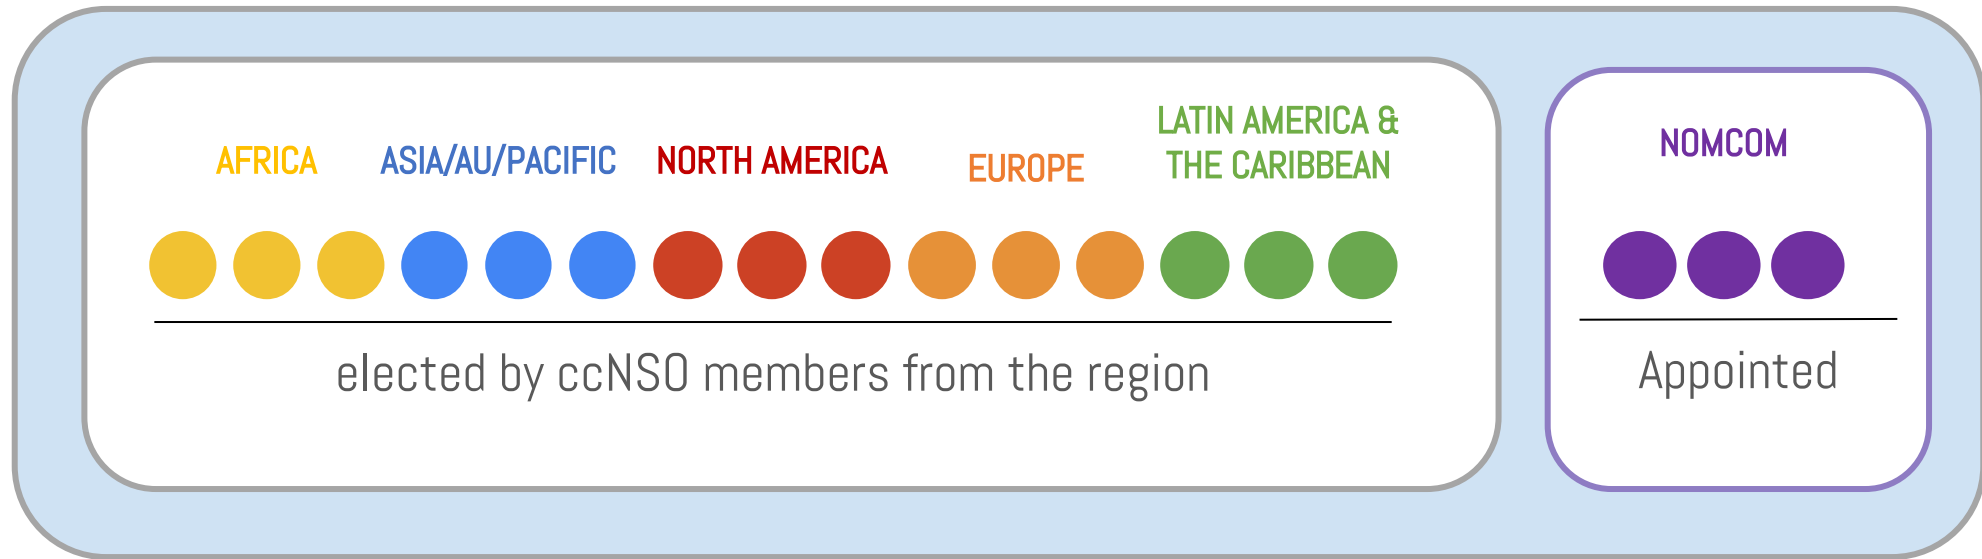 AFRICA
ASIA/AU/PACIFIC
NORTH AMERICA
EUROPE
LATIN AMERICA &
THE CARIBBEAN
elected by ccNSO members from the region
NOMCOM
Appointed